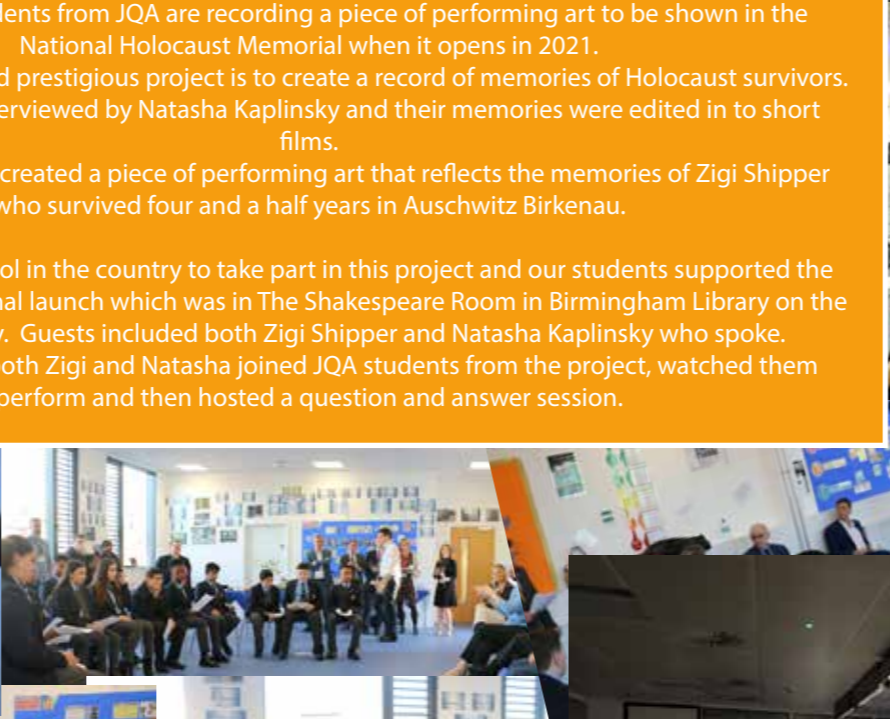 dents from JQA are recording a piece of performing art to be shown in the
National Holocaust Memorial when it opens in 2021.
d prestigious project is to create a record of memories of Holocaust survivors.
erviewed by Natasha Kaplinsky and their memories were edited in to short
films.
created a piece of performing art that reflects the memories of Zigi Shipper
who survived four and a half years in Auschwitz Birkenau.
ol in the country to take part in this project and our students supported the
nal launch which was in The Shakespeare Room in Birmingham Library on the
y. Guests included both Zigi Shipper and Natasha Kaplinsky who spoke.
oth Zigi and Natasha joined JQA students from the project, watched them
perform and then hosted a question and answer session.